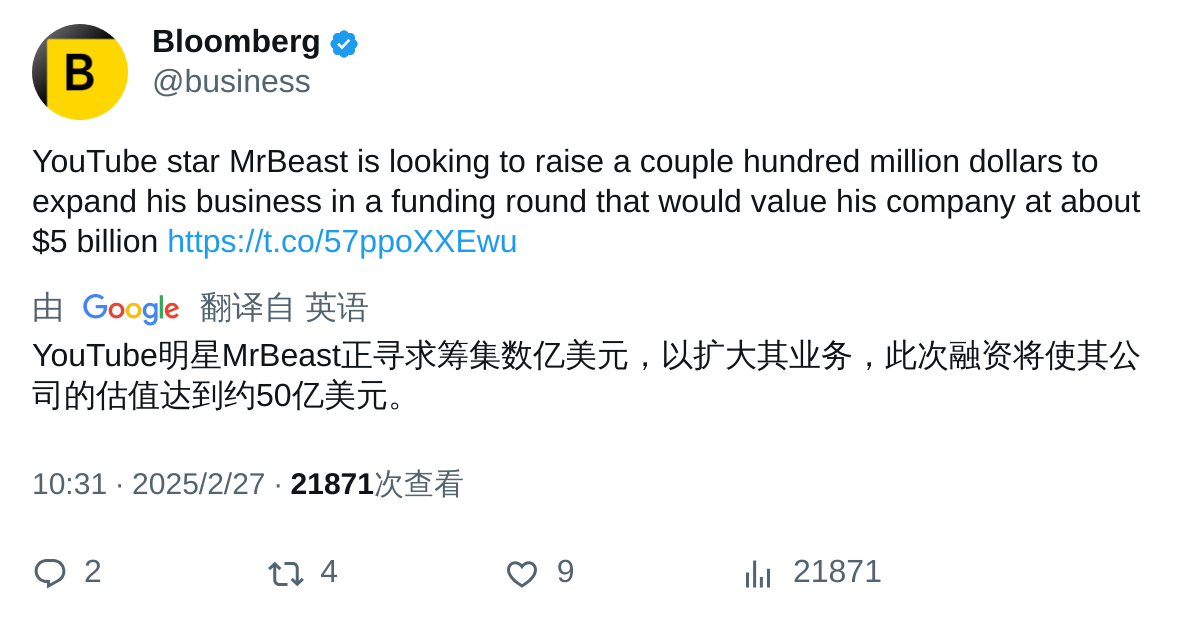 B
Bloomberg
@business
YouTube star MrBeast is looking to raise a couple hundred million dollars to
expand his business in a funding round that would value his company at about
$5 billion https://t.co/57ppoXXEwu
由 Google 翻译自 英语
YouTube明星MrBeast正寻求筹集数亿美元，以扩大其业务，此次融资将使其公
司的估值达到约50亿美元。
10:31 · 2025/2/27 · 21871次查看
2 4 9 21871